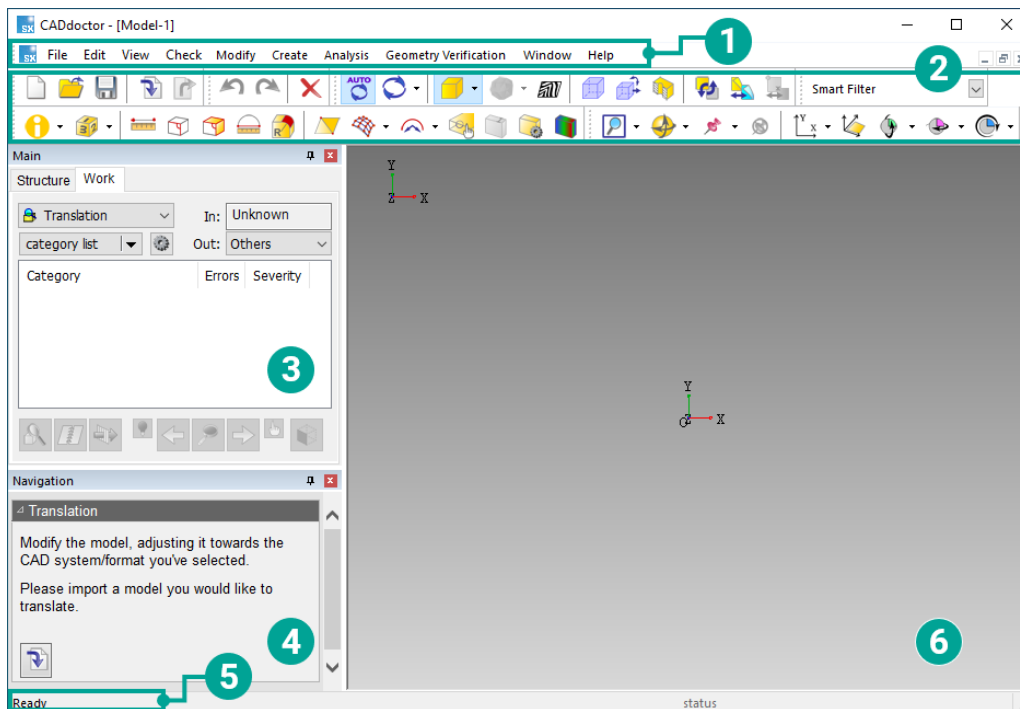 SX CADdoctor - [Model-1]
1
SX File Edit View Check Modify Create Analysis Geometry Verification Window Help
2
AUTO
Smart Filter
i R Y X
Main
Structure Work
Translation In: Unknown
category list Out: Others
Category Errors Severity
3
Navigation
Translation
Modify the model, adjusting it towards the
CAD system/format you've selected.
Please import a model you would like to
translate.
4
5
Ready
Y
Z X
Y
Z X
6
status